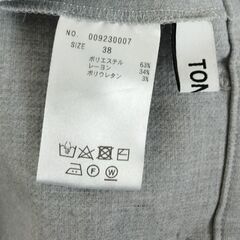 NO. 009230007
SIZE 38
ポリエステル 63%
レーヨン 34%
ポリウレタン 3%
TON